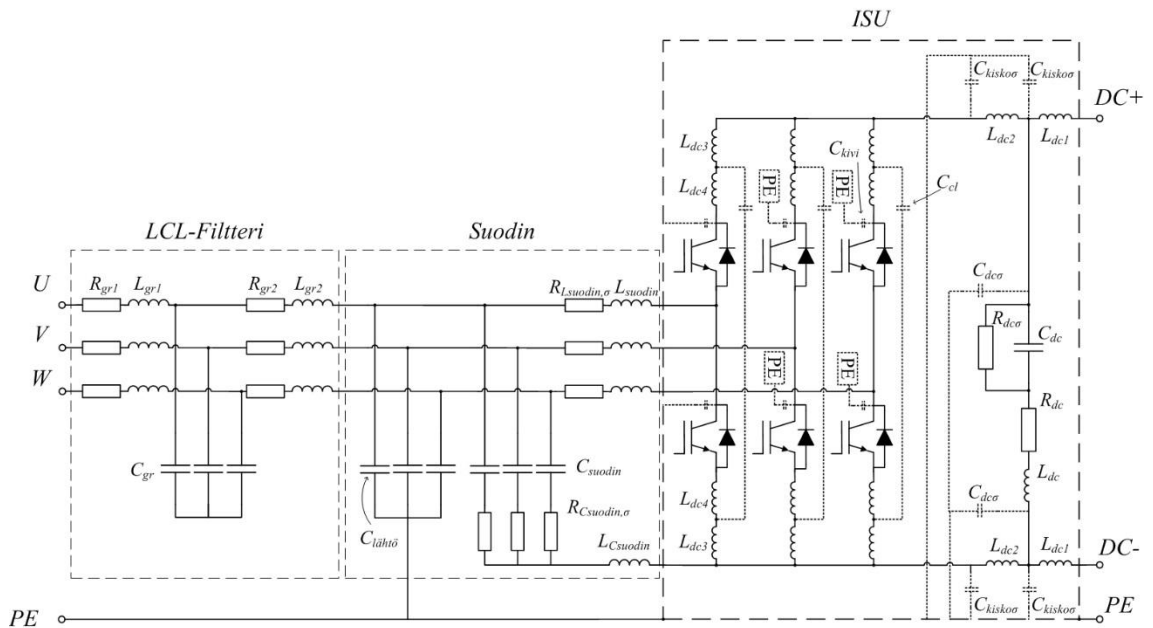 ISU
C_kiskoσ
C_kiskoσ
DC+
L_dc2
L_dc1
L_dc3
C_kivi
C_cl
L_dc4
PE
PE
LCL-Filtteri
Suodin
U
R_gr1
L_gr1
R_gr2
L_gr2
R_Lsuodin,σ
L_suodin
C_dcσ
R_dcσ
C_dc
V
W
PE
PE
R_dc
C_gr
C_suodin
L_dc
L_dc4
C_dcσ
R_Csuodin,σ
C_lähtö
L_Csuodin
L_dc3
L_dc2
L_dc1
DC-
C_kiskoσ
C_kiskoσ
PE
PE